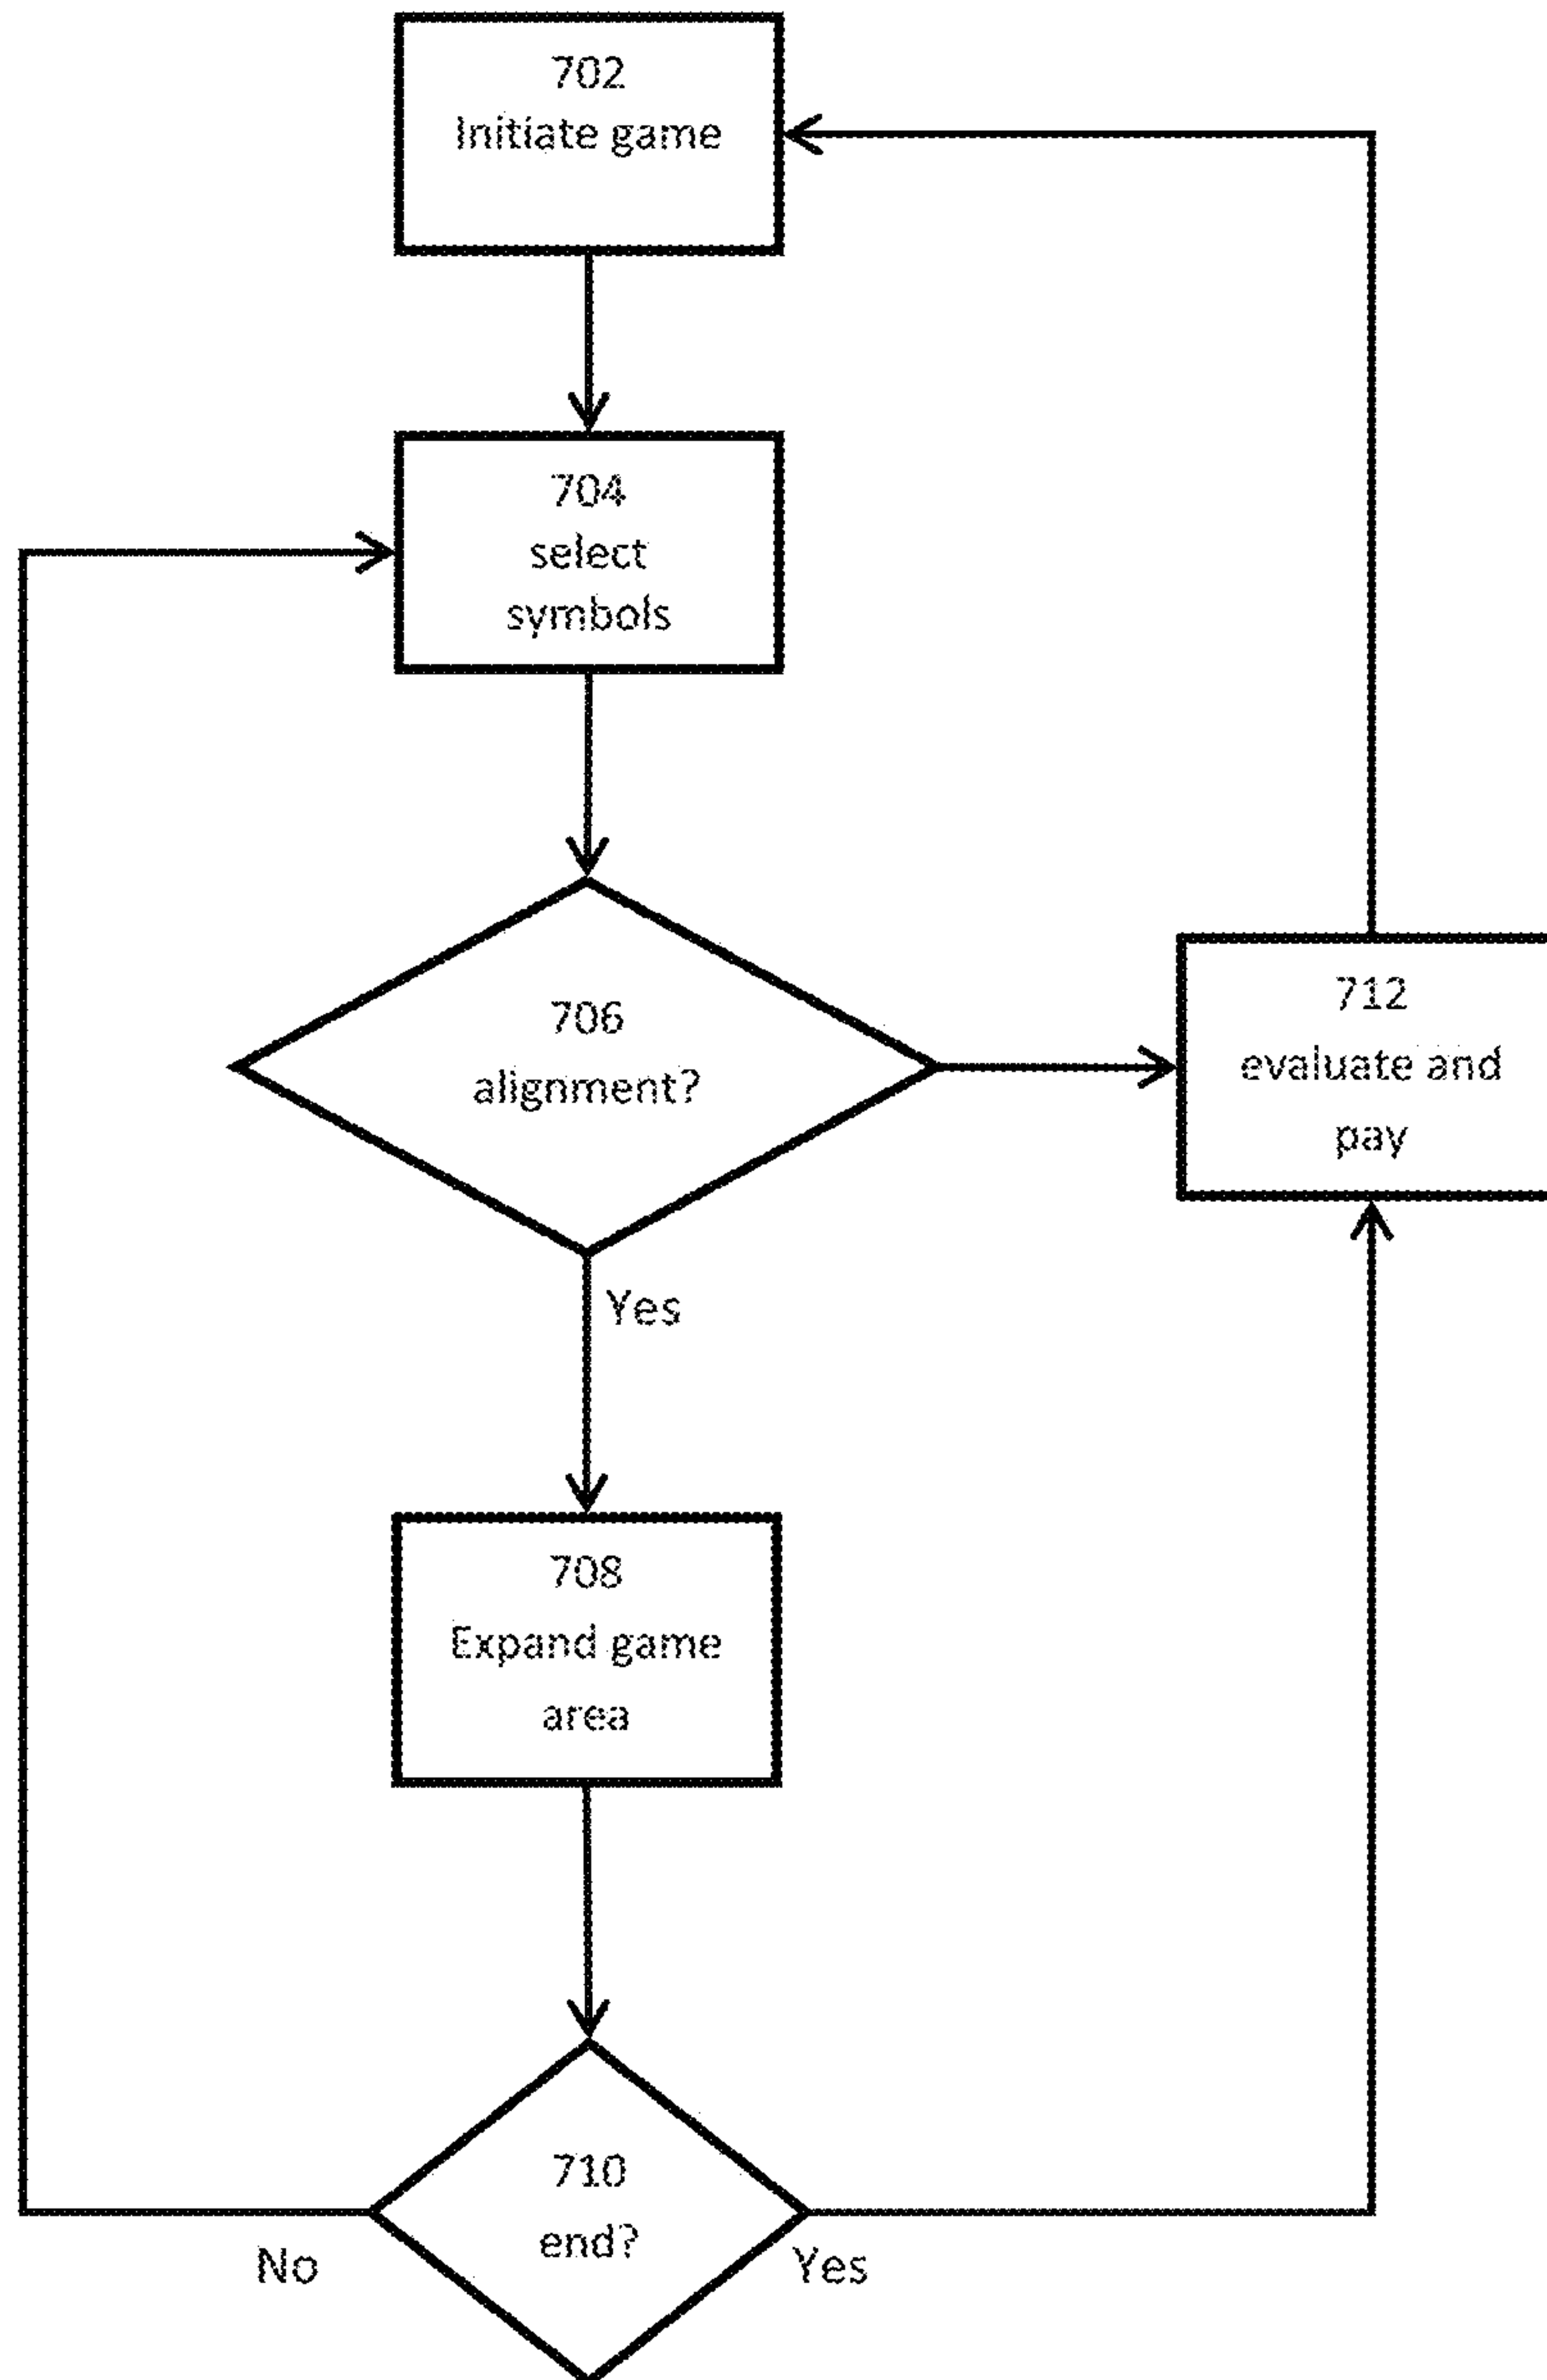 702
Initiate game
704
select
symbols
706
alignment?
712
evaluate and
pay
Yes
708
Expand game
area
710
end?
No
Yes